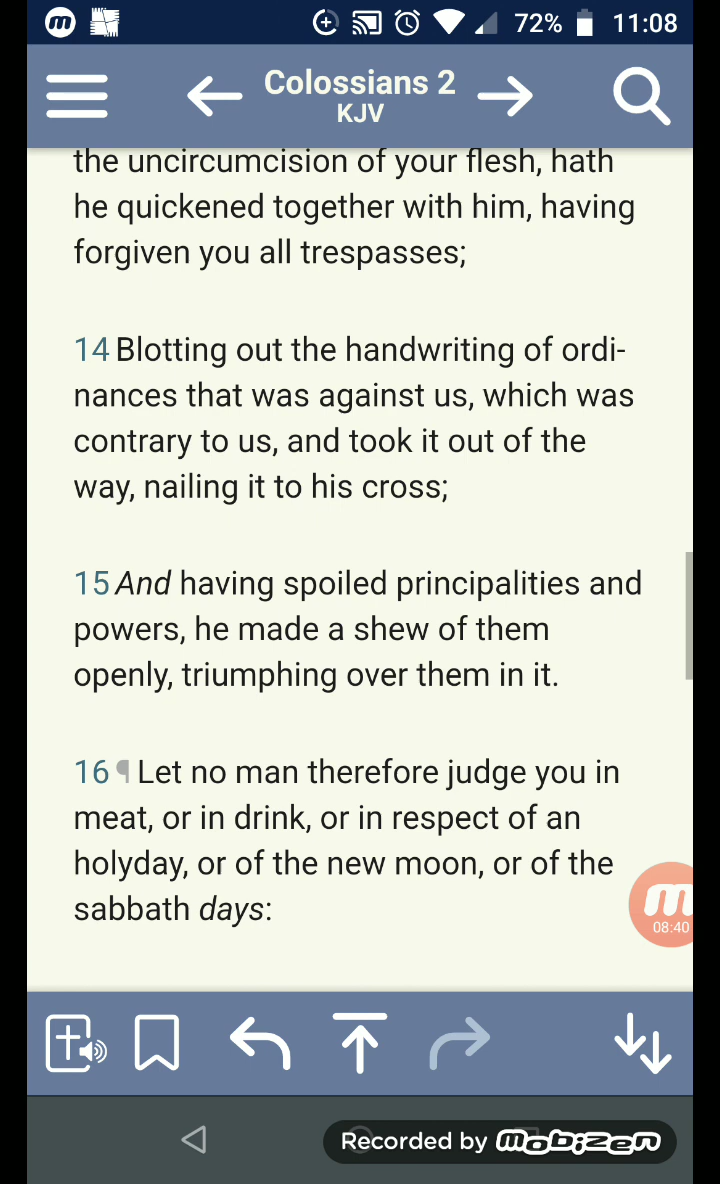 72% 11:08
Colossians 2
KJV
the uncircumcision of your flesh, hath
he quickened together with him, having
forgiven you all trespasses;
14 Blotting out the handwriting of ordi-
nances that was against us, which was
contrary to us, and took it out of the
way, nailing it to his cross;
15 And having spoiled principalities and
powers, he made a shew of them
openly, triumphing over them in it.
16 ¶ Let no man therefore judge you in
meat, or in drink, or in respect of an
holyday, or of the new moon, or of the
sabbath days:
08:40
Recorded by mobizen